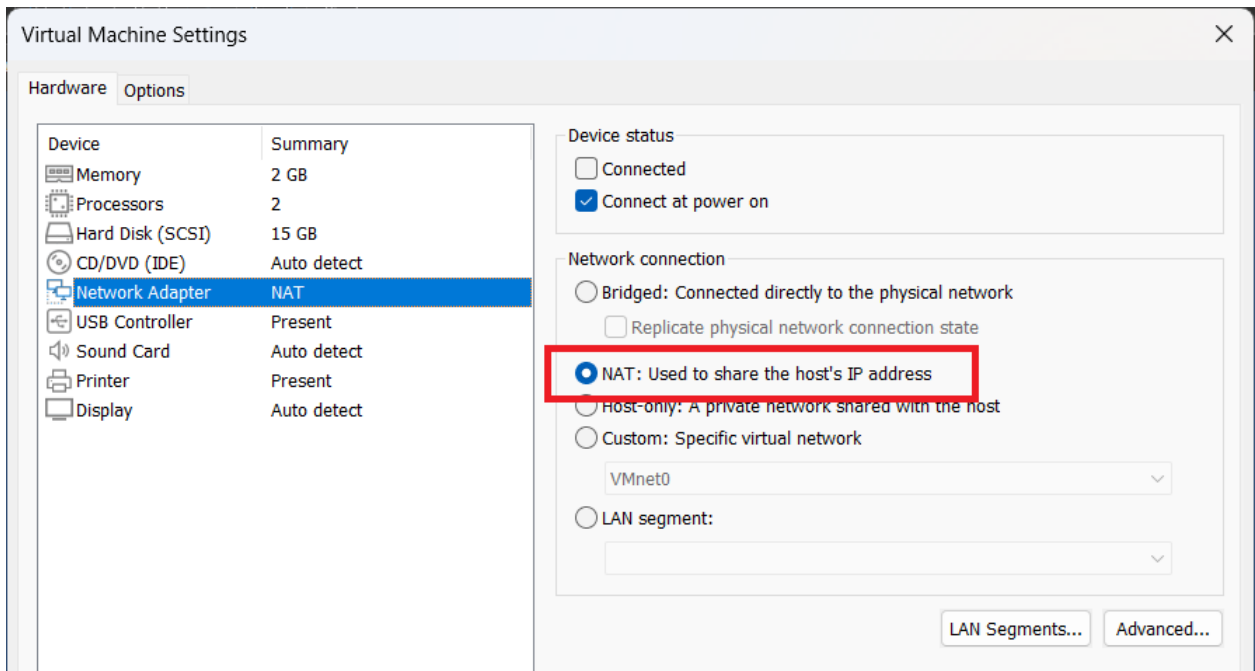 Virtual Machine Settings
Hardware Options
Device Summary
Memory 2 GB
Processors 2
Hard Disk (SCSI) 15 GB
CD/DVD (IDE) Auto detect
Network Adapter NAT
USB Controller Present
Sound Card Auto detect
Printer Present
Display Auto detect
Device status
Connected
Connect at power on
Network connection
Bridged: Connected directly to the physical network
Replicate physical network connection state
NAT: Used to share the host's IP address
Host-only: A private network shared with the host
Custom: Specific virtual network
VMnet0
LAN segment:
LAN Segments... Advanced...